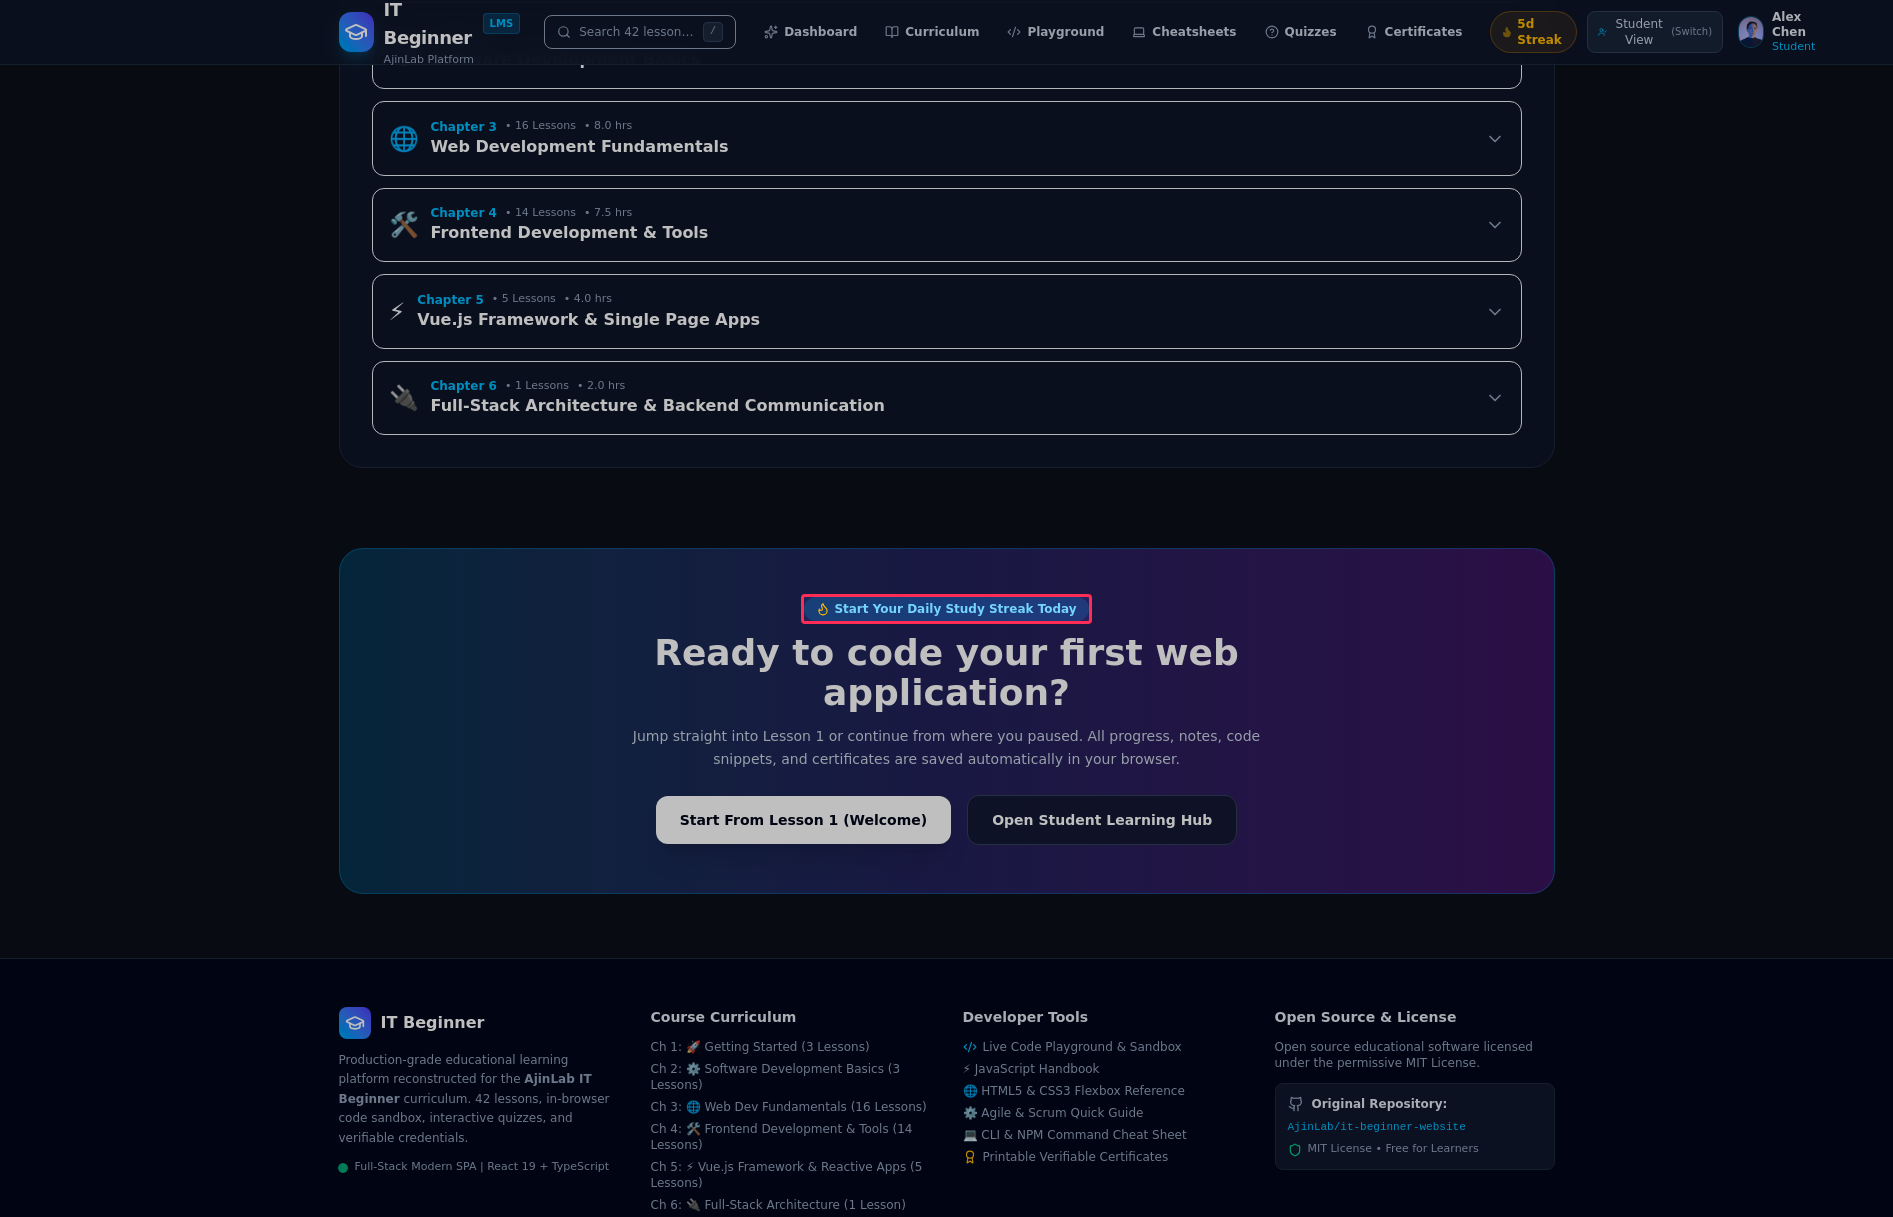 IT Beginner
LMS
AjinLab Platform
Search 42 lesson...
/
Dashboard
Curriculum
Playground
Cheatsheets
Quizzes
Certificates
5d Streak
Student View
(Switch)
Alex Chen
Student
Chapter 3 • 16 Lessons • 8.0 hrs
Web Development Fundamentals
Chapter 4 • 14 Lessons • 7.5 hrs
Frontend Development & Tools
Chapter 5 • 5 Lessons • 4.0 hrs
Vue.js Framework & Single Page Apps
Chapter 6 • 1 Lessons • 2.0 hrs
Full-Stack Architecture & Backend Communication
Start Your Daily Study Streak Today
Ready to code your first web
application?
Jump straight into Lesson 1 or continue from where you paused. All progress, notes, code
snippets, and certificates are saved automatically in your browser.
Start From Lesson 1 (Welcome)
Open Student Learning Hub
IT Beginner
Production-grade educational learning
platform reconstructed for the AjinLab IT
Beginner curriculum. 42 lessons, in-browser
code sandbox, interactive quizzes, and
verifiable credentials.
Full-Stack Modern SPA | React 19 + TypeScript
Course Curriculum
Ch 1: 🚀 Getting Started (3 Lessons)
Ch 2: ⚙️ Software Development Basics (3
Lessons)
Ch 3: 🌐 Web Dev Fundamentals (16 Lessons)
Ch 4: 🛠️ Frontend Development & Tools (14
Lessons)
Ch 5: ⚡ Vue.js Framework & Reactive Apps (5
Lessons)
Ch 6: 🔌 Full-Stack Architecture (1 Lesson)
Developer Tools
Live Code Playground & Sandbox
⚡ JavaScript Handbook
🌐 HTML5 & CSS3 Flexbox Reference
⚙️ Agile & Scrum Quick Guide
💻 CLI & NPM Command Cheat Sheet
Printable Verifiable Certificates
Open Source & License
Open source educational software licensed
under the permissive MIT License.
Original Repository:
AjinLab/it-beginner-website
MIT License • Free for Learners